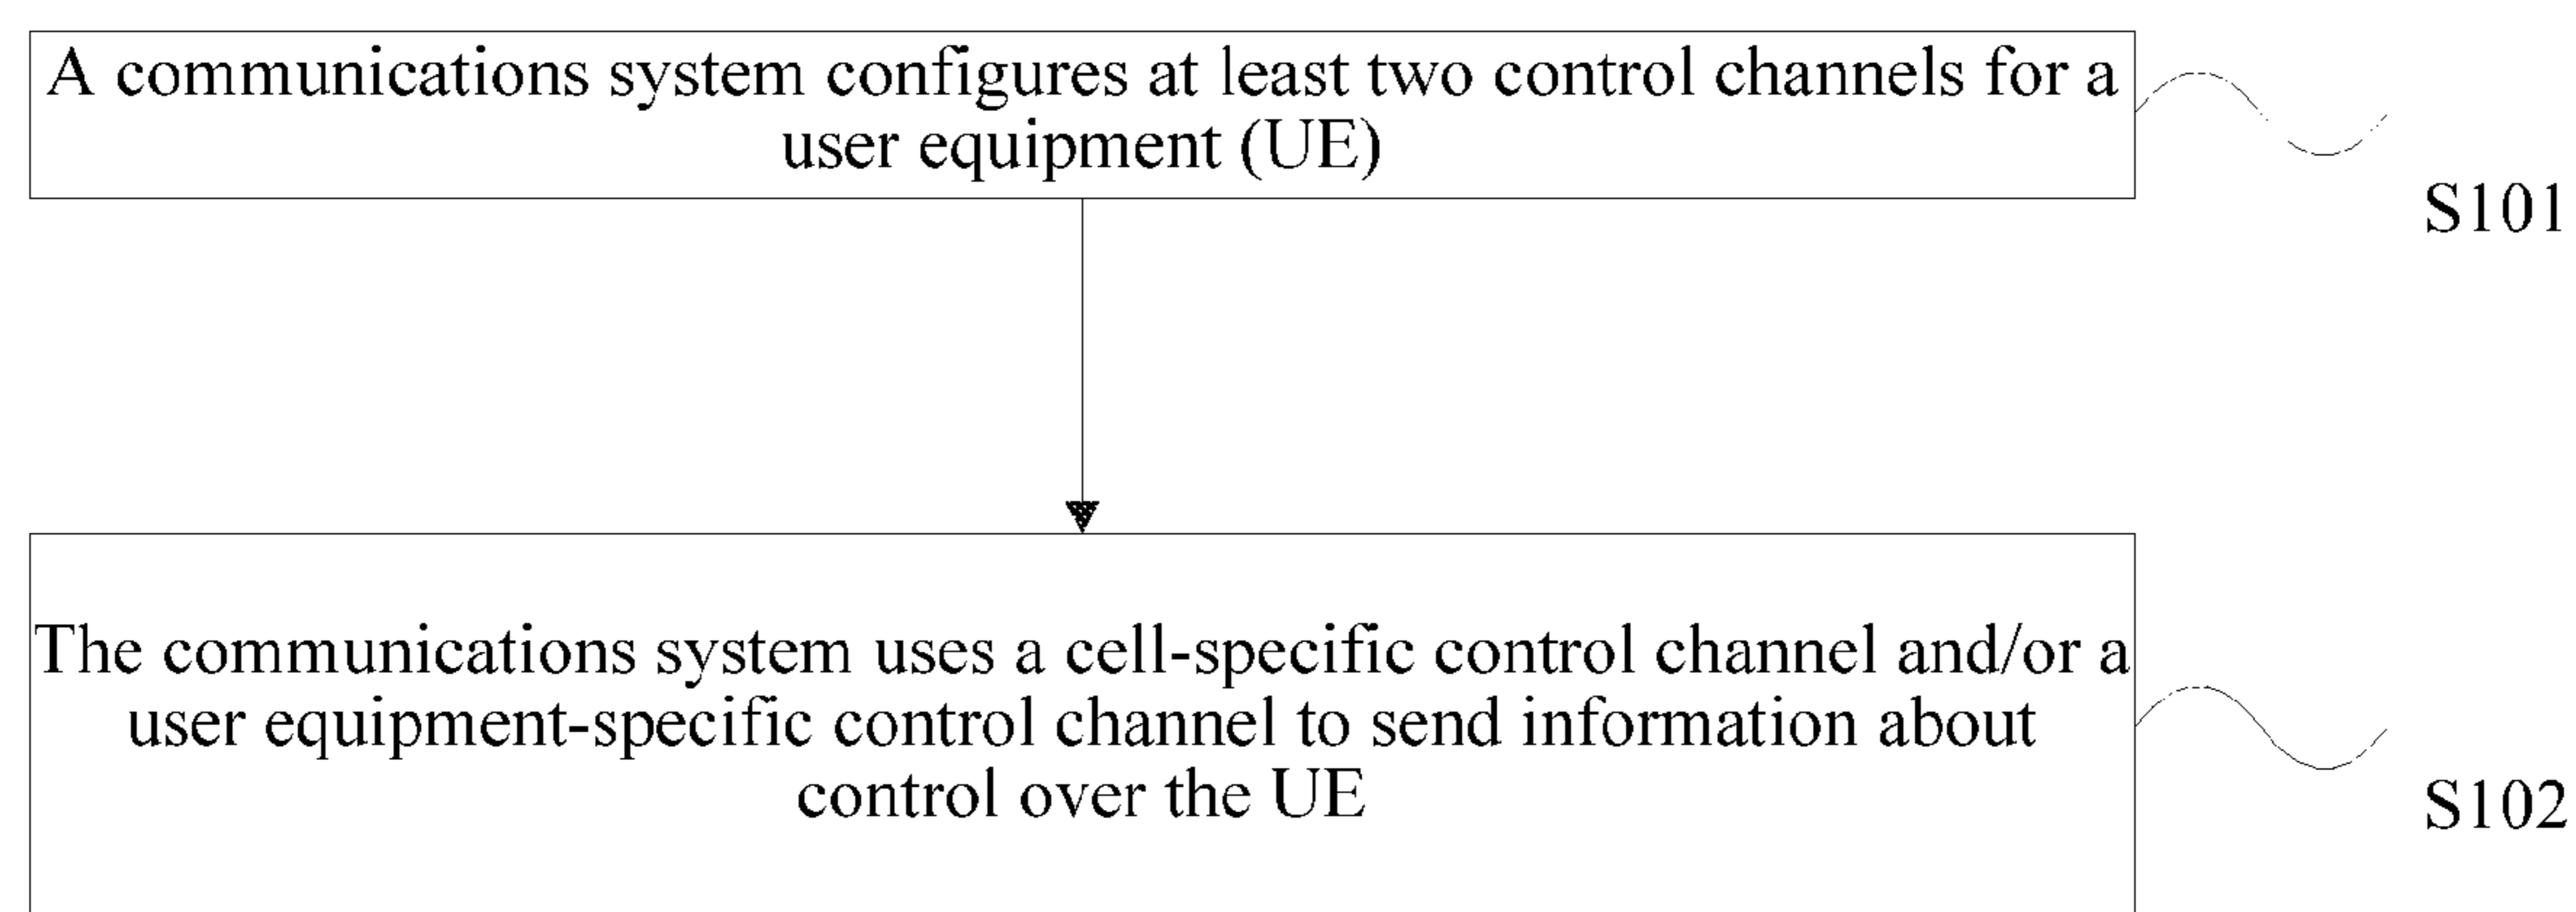 A communications system configures at least two control channels for a
user equipment (UE)
S101
The communications system uses a cell-specific control channel and/or a
user equipment-specific control channel to send information about
control over the UE
S102